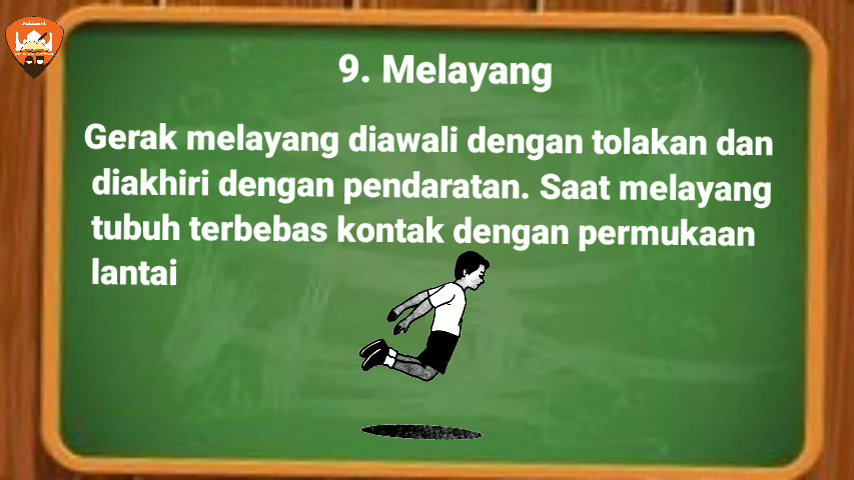 9. Melayang
Gerak melayang diawali dengan tolakan dan
diakhiri dengan pendaratan. Saat melayang
tubuh terbebas kontak dengan permukaan
lantai